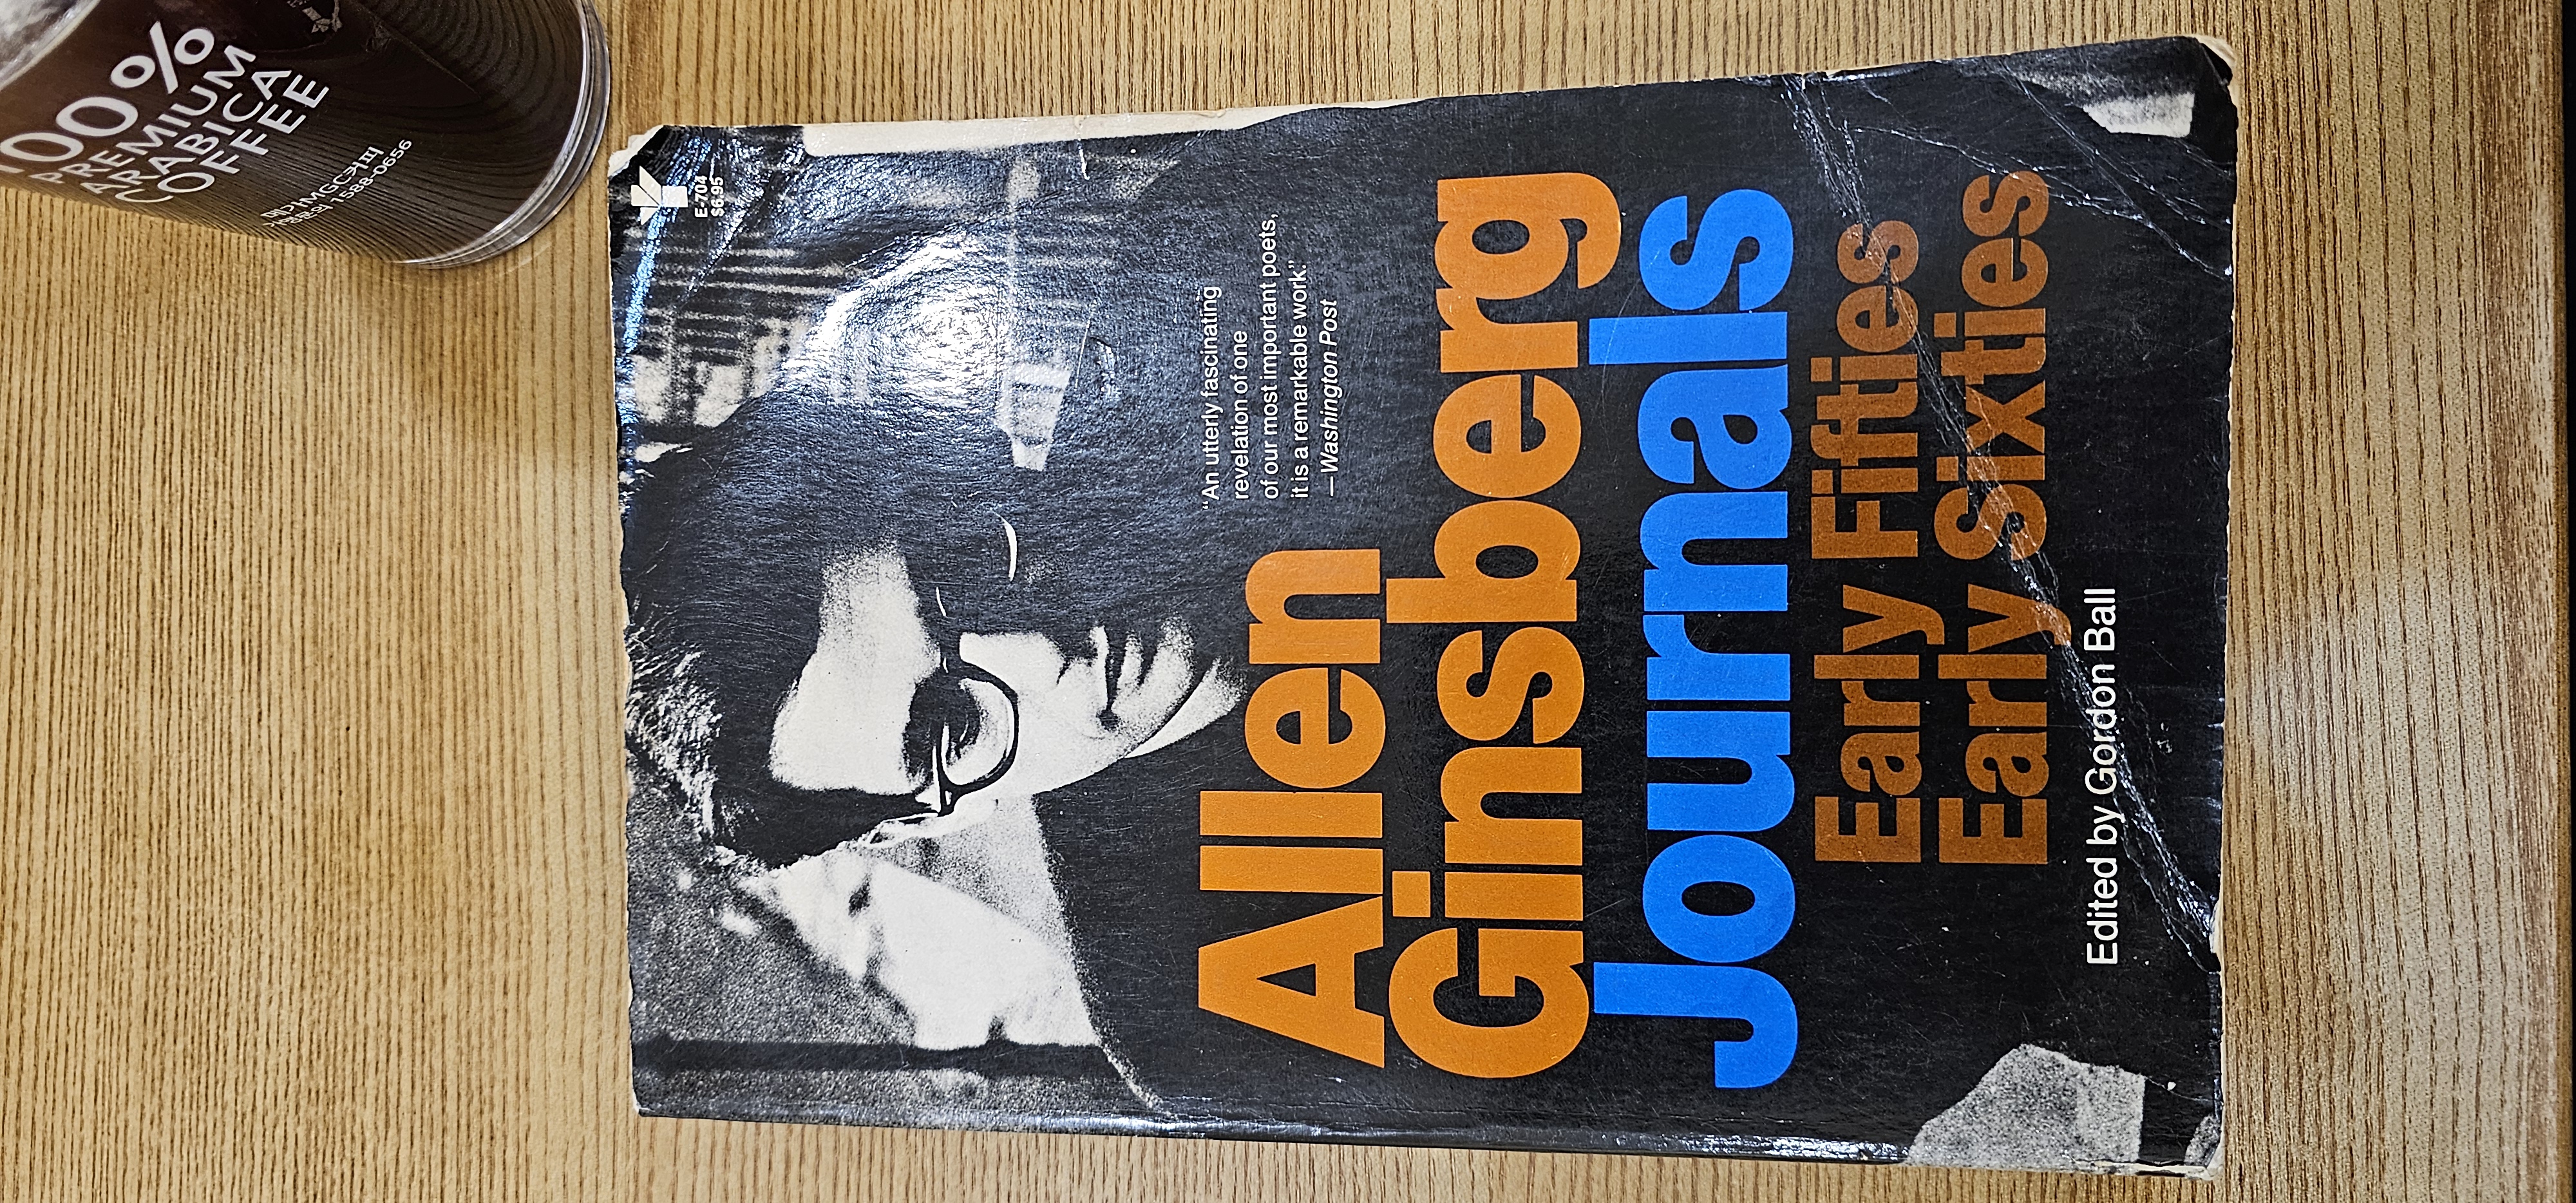 E-704
$6.95
“An utterly fascinating
revelation of one
of our most important poets,
it is a remarkable work.”
— Washington Post
Allen
Ginsberg
Journals
Early Fifties
Early Sixties
Edited by Gordon Ball
100%
PREMIUM
ARABICA
COFFEE
메가MGC커피
1588-0656